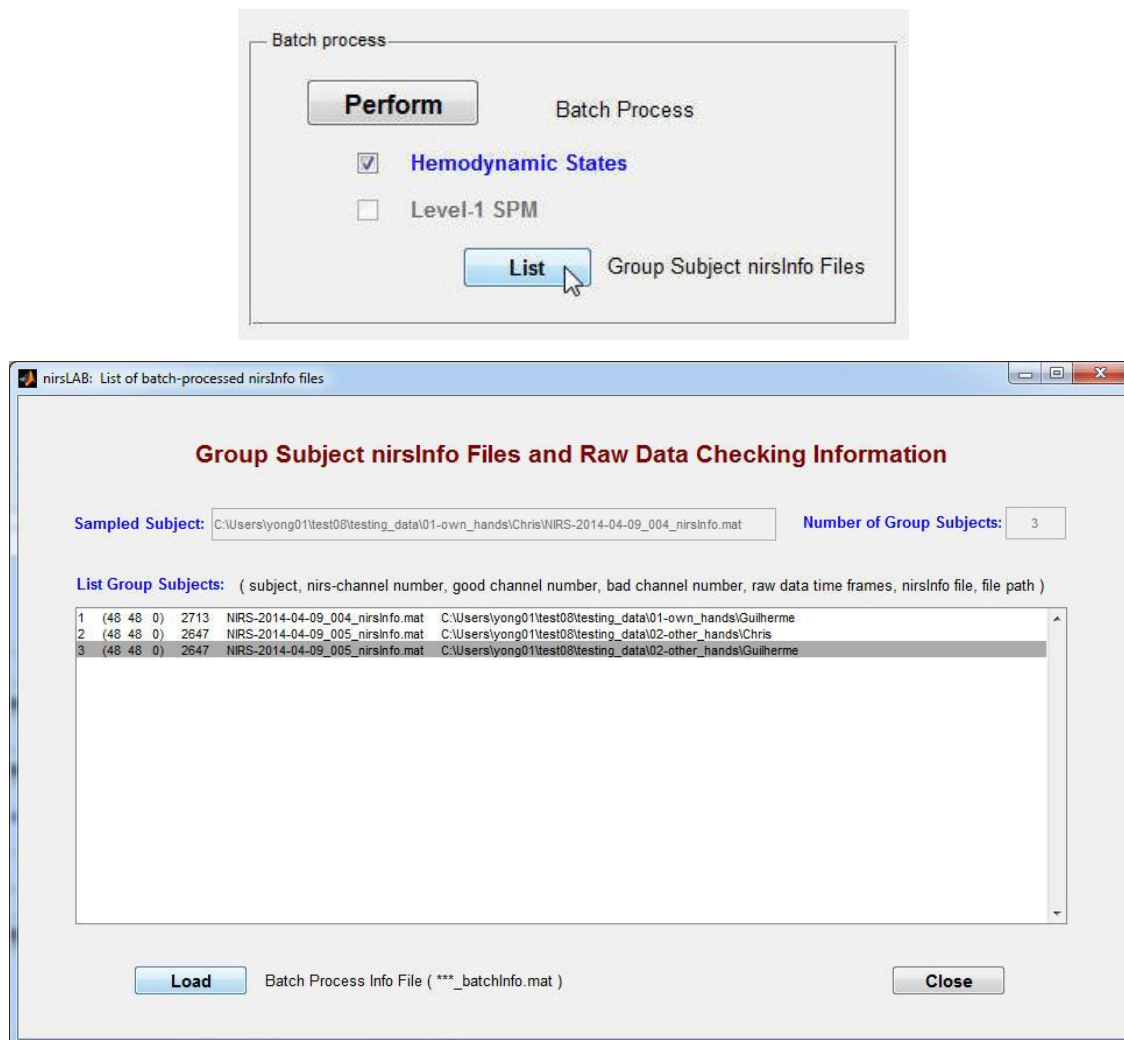 Batch process
Perform Batch Process
Hemodynamic States
Level-1 SPM
List Group Subject nirsInfo Files
nirsLAB: List of batch-processed nirsInfo files
Group Subject nirsInfo Files and Raw Data Checking Information
Sampled Subject: C:\Users\yong01\test08\testing_data\01-own_hands\Chris\NIRS-2014-04-09_004_nirsInfo.mat Number of Group Subjects: 3
List Group Subjects: ( subject, nirs-channel number, good channel number, bad channel number, raw data time frames, nirsInfo file, file path )
1 (48 48 0) 2713 NIRS-2014-04-09_004_nirsInfo.mat C:\Users\yong01\test08\testing_data\01-own_hands\Guilherme
2 (48 48 0) 2647 NIRS-2014-04-09_005_nirsInfo.mat C:\Users\yong01\test08\testing_data\02-other_hands\Chris
3 (48 48 0) 2647 NIRS-2014-04-09_005_nirsInfo.mat C:\Users\yong01\test08\testing_data\02-other_hands\Guilherme
Load Batch Process Info File ( ***_batchInfo.mat ) Close